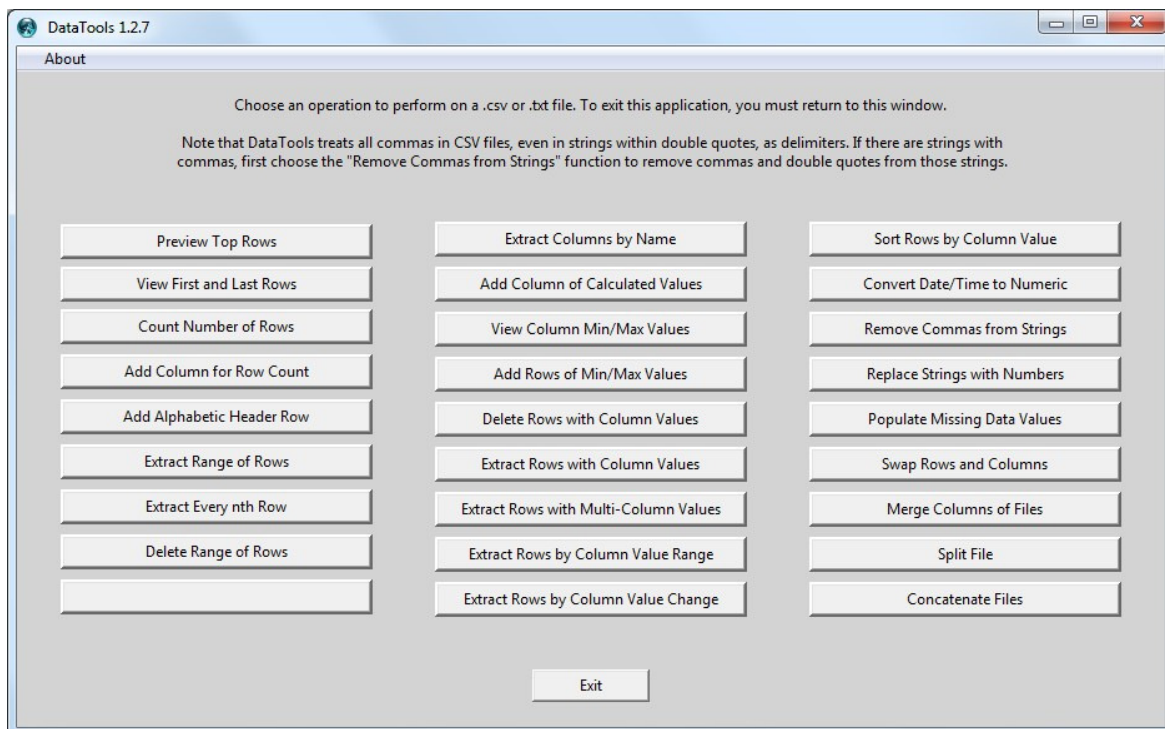 DataTools 1.2.7
About
Choose an operation to perform on a .csv or .txt file. To exit this application, you must return to this window.
Note that DataTools treats all commas in CSV files, even in strings within double quotes, as delimiters. If there are strings with
commas, first choose the "Remove Commas from Strings" function to remove commas and double quotes from those strings.
Preview Top Rows
View First and Last Rows
Count Number of Rows
Add Column for Row Count
Add Alphabetic Header Row
Extract Range of Rows
Extract Every nth Row
Delete Range of Rows
Extract Columns by Name
Add Column of Calculated Values
View Column Min/Max Values
Add Rows of Min/Max Values
Delete Rows with Column Values
Extract Rows with Column Values
Extract Rows with Multi-Column Values
Extract Rows by Column Value Range
Extract Rows by Column Value Change
Sort Rows by Column Value
Convert Date/Time to Numeric
Remove Commas from Strings
Replace Strings with Numbers
Populate Missing Data Values
Swap Rows and Columns
Merge Columns of Files
Split File
Concatenate Files
Exit